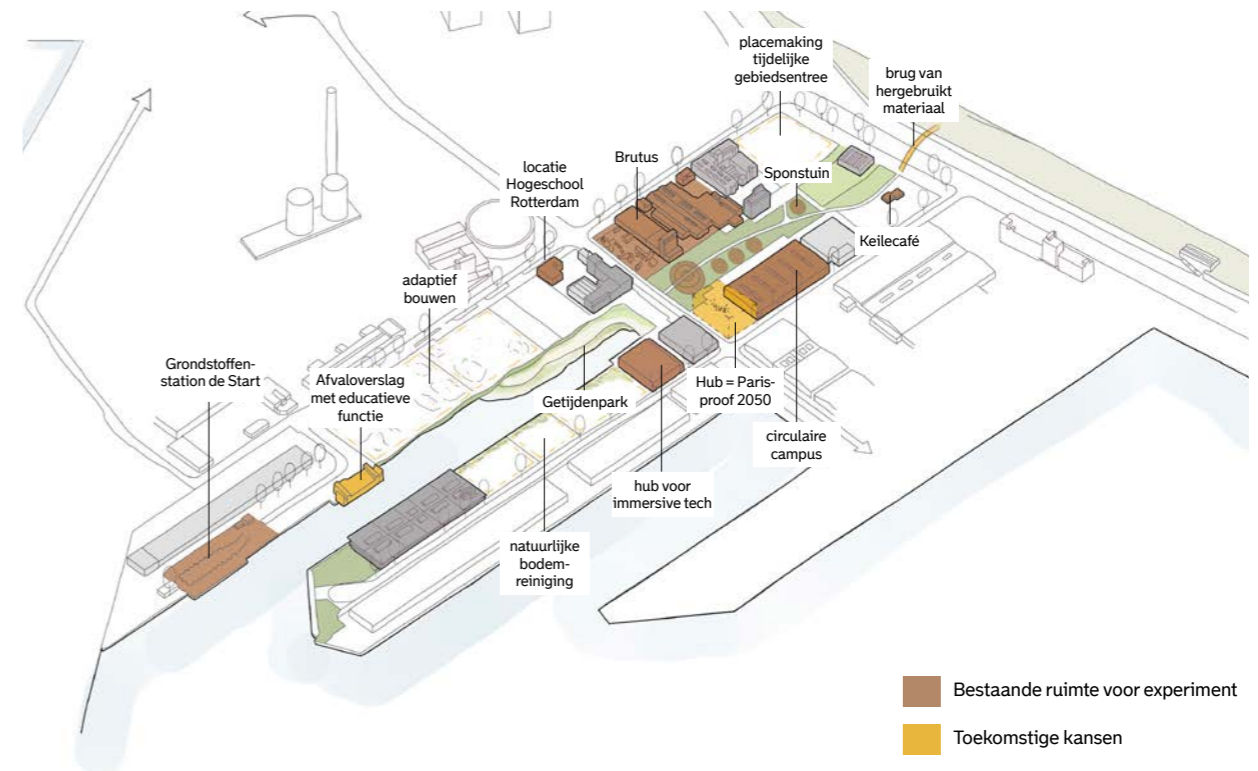 placemaking
tijdelijke
gebiedsentree
brug van
hergebruikt
materiaal
locatie
Hogeschool
Rotterdam
Brutus
Sponstuin
Keilecafé
adaptief
bouwen
Grondstoffen-
station de Start
Afvaloverslag
met educatieve
functie
Getijdenpark
Hub = Paris-
proof 2050
circulaire
campus
hub voor
immersive tech
natuurlijke
bodem-
reiniging
Bestaande ruimte voor experiment
Toekomstige kansen